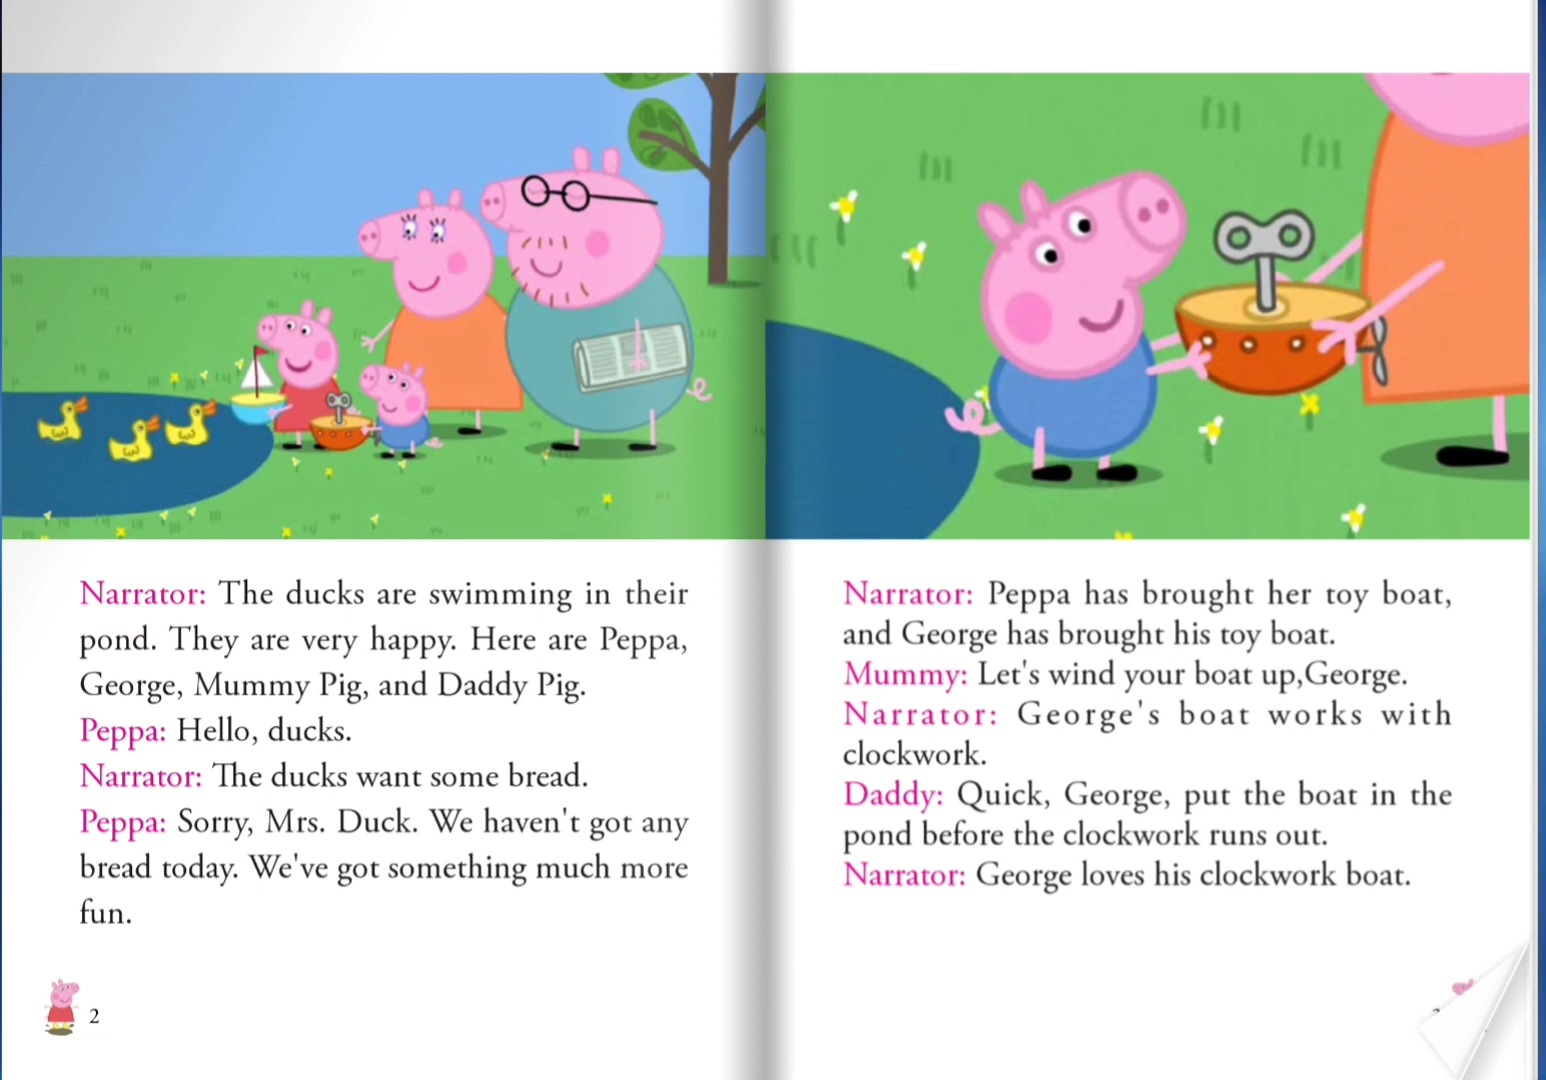 Narrator: The ducks are swimming in their
pond. They are very happy. Here are Peppa,
George, Mummy Pig, and Daddy Pig.
Peppa: Hello, ducks.
Narrator: The ducks want some bread.
Peppa: Sorry, Mrs. Duck. We haven't got any
bread today. We've got something much more
fun.
2
Narrator: Peppa has brought her toy boat,
and George has brought his toy boat.
Mummy: Let's wind your boat up,George.
Narrator: George's boat works with
clockwork.
Daddy: Quick, George, put the boat in the
pond before the clockwork runs out.
Narrator: George loves his clockwork boat.